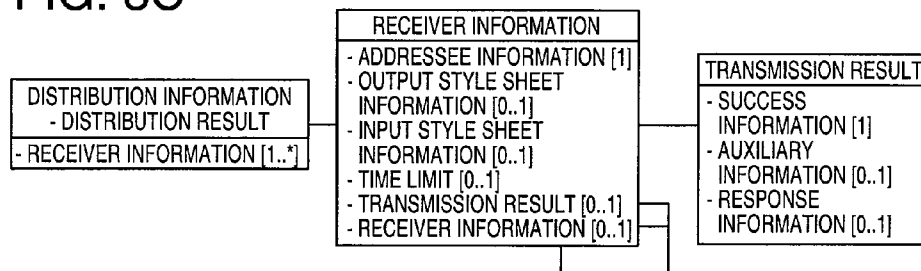 RECEIVER INFORMATION
- ADDRESSEE INFORMATION [1]
- OUTPUT STYLE SHEET
INFORMATION [0..1]
- INPUT STYLE SHEET
INFORMATION [0..1]
- TIME LIMIT [0..1]
- TRANSMISSION RESULT [0..1]
- RECEIVER INFORMATION [0..1]
DISTRIBUTION INFORMATION
- DISTRIBUTION RESULT
- RECEIVER INFORMATION [1..*]
TRANSMISSION RESULT
- SUCCESS
INFORMATION [1]
- AUXILIARY
INFORMATION [0..1]
- RESPONSE
INFORMATION [0..1]